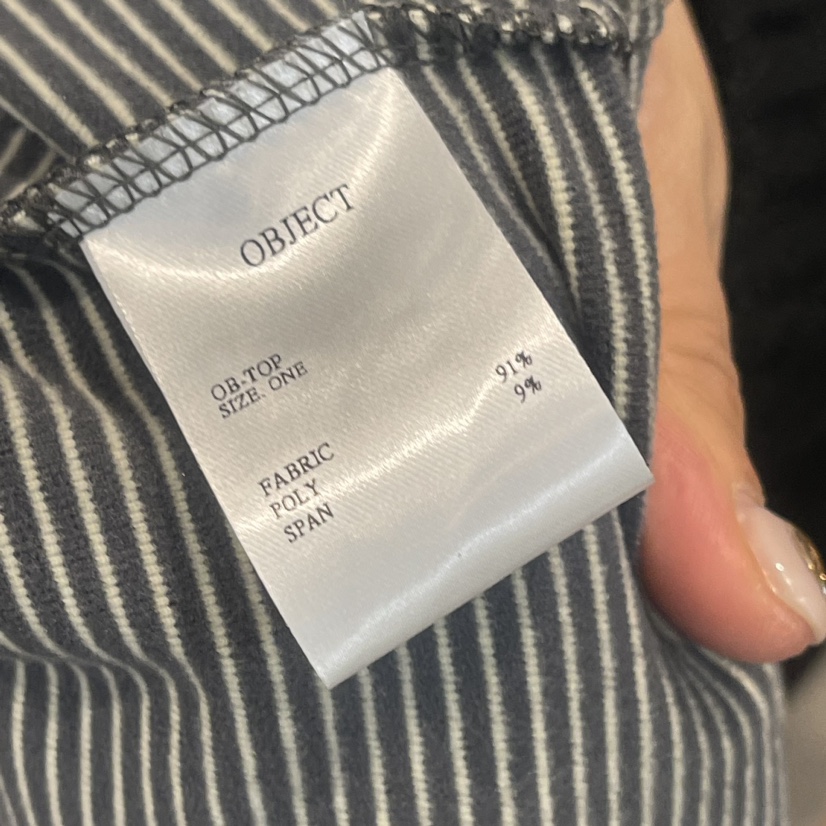 OBJECT
OB-TOP
SIZE. ONE
FABRIC
POLY 91%
SPAN 9%